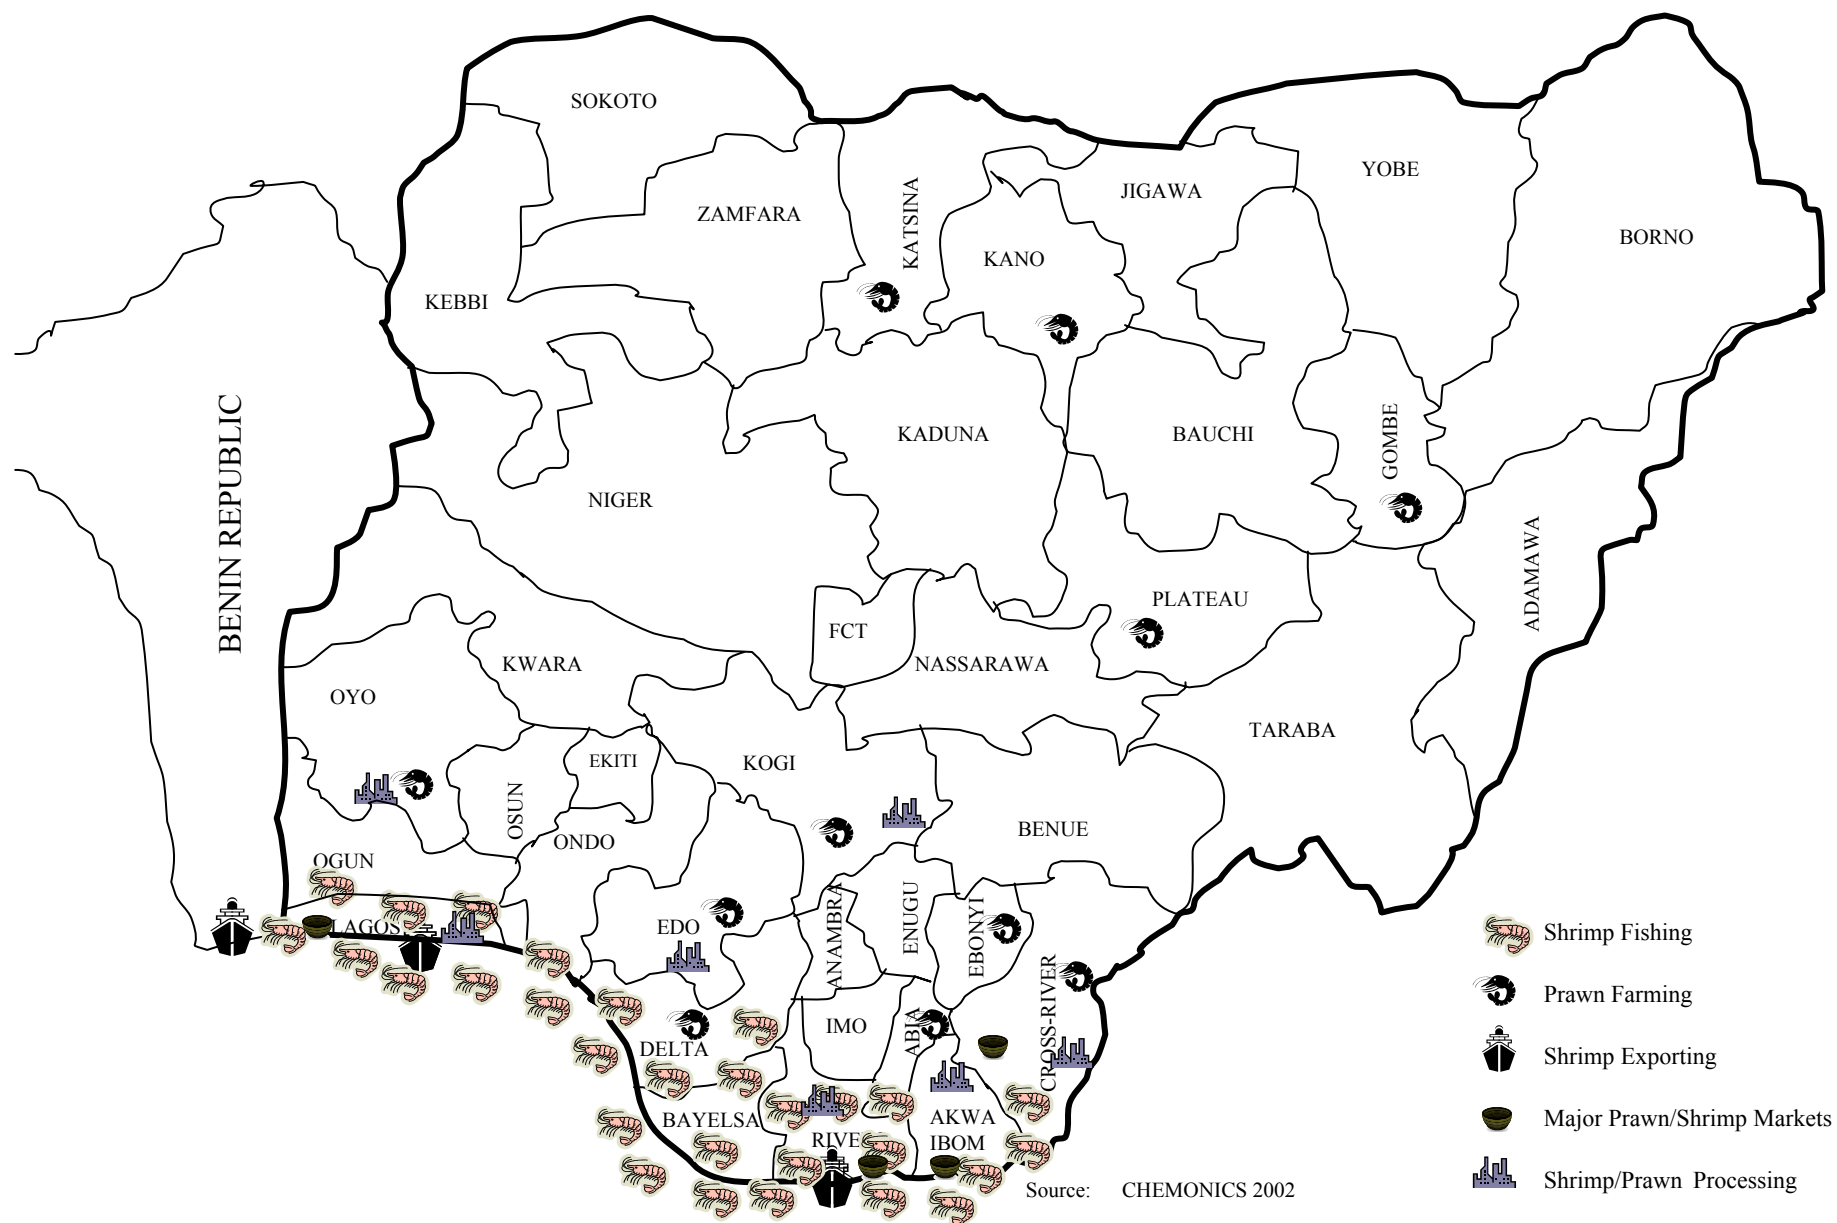 SOKOTO
YOBE
ZAMFARA
KATSINA
JIGAWA
BORNO
KANO
KEBBI
BENIN REPUBLIC
KADUNA
BAUCHI
GOMBE
NIGER
ADAMAWA
PLATEAU
FCT
NASSARAWA
KWARA
OYO
TARABA
EKITI
KOGI
OSUN
ONDO
BENUE
OGUN
LAGOS
EDO
ANAMBRA
ENUGU
EBONYI
CROSS-RIVER
IMO
ABIA
DELTA
BAYELSA
AKWA
IBOM
RIVE
Shrimp Fishing
Prawn Farming
Shrimp Exporting
Major Prawn/Shrimp Markets
Shrimp/Prawn Processing
Source: CHEMONICS 2002